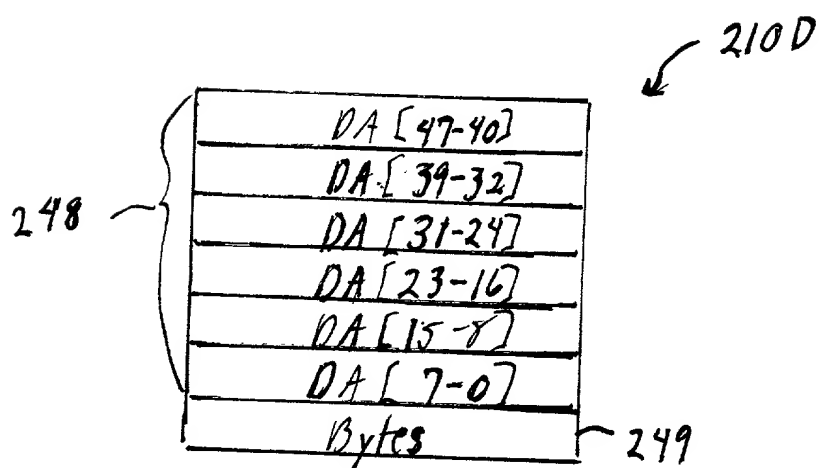 210D
DA [47-40]
DA [39-32]
248
DA [31-24]
DA [23-16]
DA [15-8]
DA [7-0]
Bytes
249